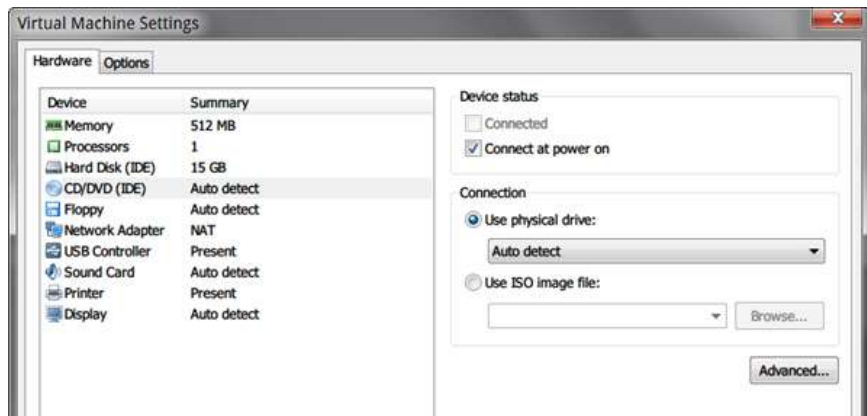 Virtual Machine Settings
Hardware Options
Device Summary
Memory 512 MB
Processors 1
Hard Disk (IDE) 15 GB
CD/DVD (IDE) Auto detect
Floppy Auto detect
Network Adapter NAT
USB Controller Present
Sound Card Auto detect
Printer Present
Display Auto detect
Device status
Connected
Connect at power on
Connection
Use physical drive:
Auto detect
Use ISO image file:
Browse...
Advanced...